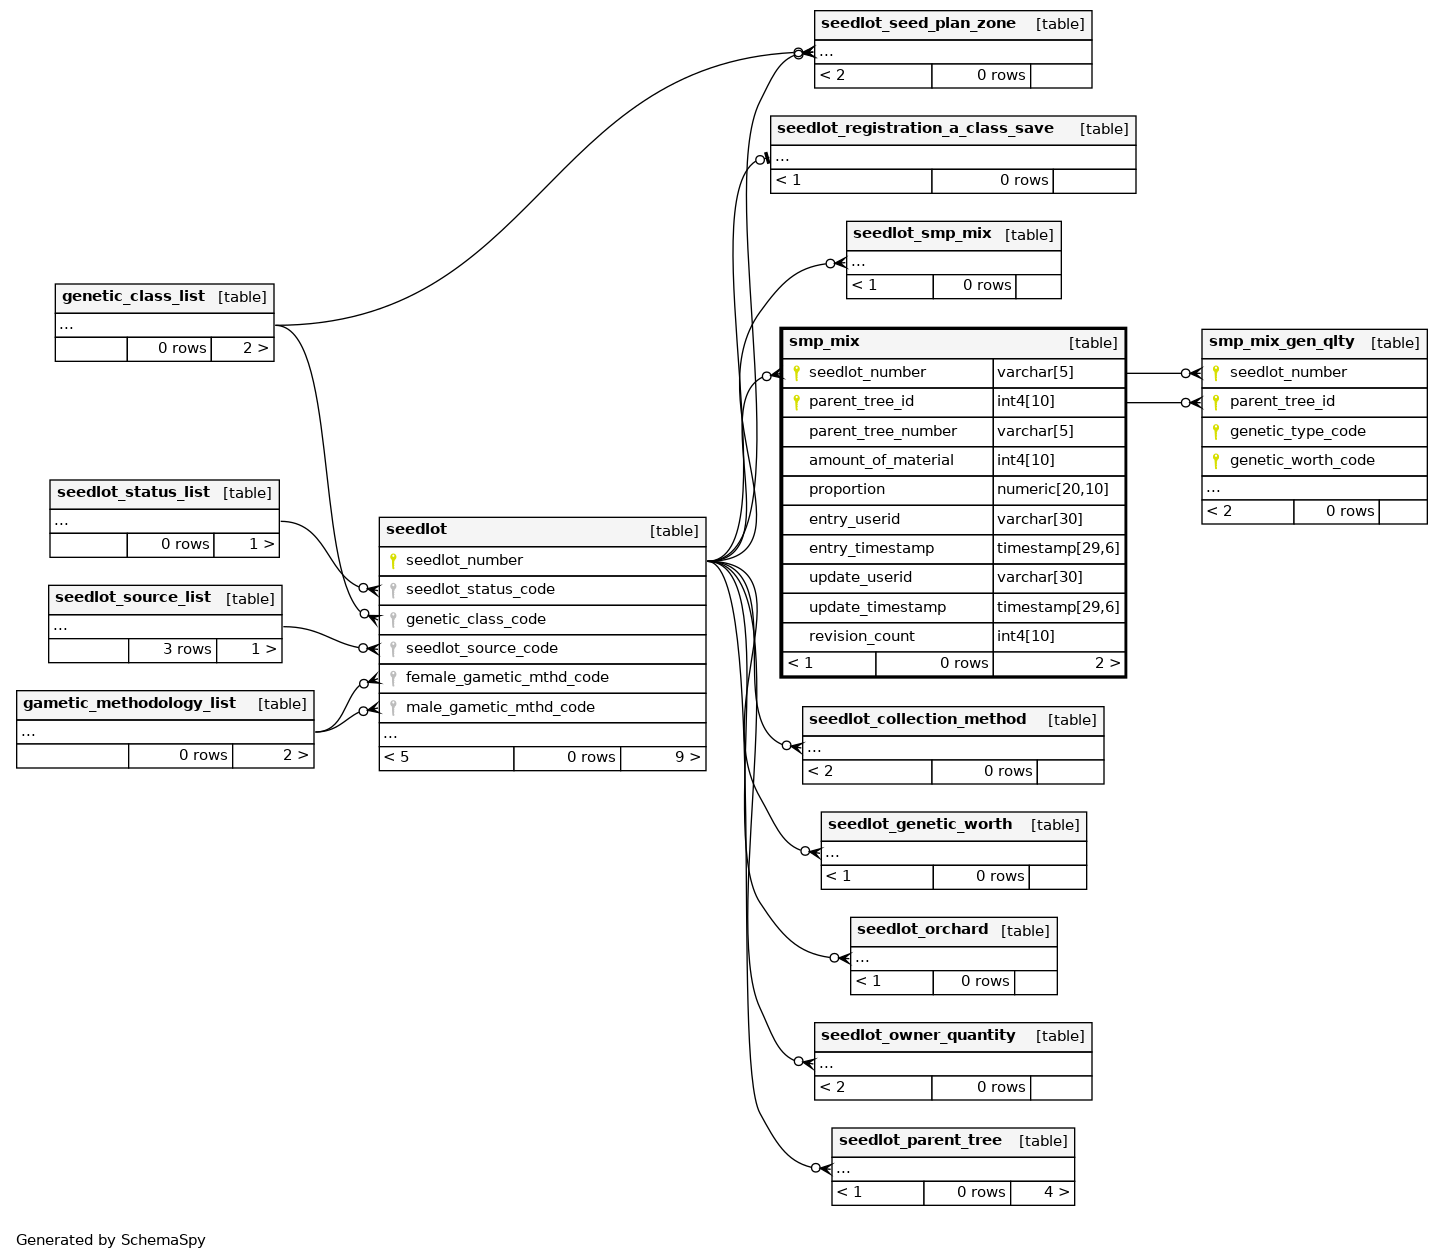 seedlot_seed_plan_zone [table]
...
< 2 0 rows
seedlot_registration_a_class_save [table]
...
< 1 0 rows
seedlot_smp_mix [table]
...
< 1 0 rows
genetic_class_list [table]
...
0 rows 2 >
smp_mix [table]
seedlot_number varchar[5]
parent_tree_id int4[10]
parent_tree_number varchar[5]
amount_of_material int4[10]
proportion numeric[20,10]
entry_userid varchar[30]
entry_timestamp timestamp[29,6]
update_userid varchar[30]
update_timestamp timestamp[29,6]
revision_count int4[10]
< 1 0 rows 2 >
smp_mix_gen_qlty [table]
seedlot_number
parent_tree_id
genetic_type_code
genetic_worth_code
...
< 2 0 rows
seedlot_status_list [table]
...
0 rows 1 >
seedlot_source_list [table]
...
3 rows 1 >
gametic_methodology_list [table]
...
0 rows 2 >
seedlot [table]
seedlot_number
seedlot_status_code
genetic_class_code
seedlot_source_code
female_gametic_mthd_code
male_gametic_mthd_code
...
< 5 0 rows 9 >
seedlot_collection_method [table]
...
< 2 0 rows
seedlot_genetic_worth [table]
...
< 1 0 rows
seedlot_orchard [table]
...
< 1 0 rows
seedlot_owner_quantity [table]
...
< 2 0 rows
seedlot_parent_tree [table]
...
< 1 0 rows 4 >
Generated by SchemaSpy